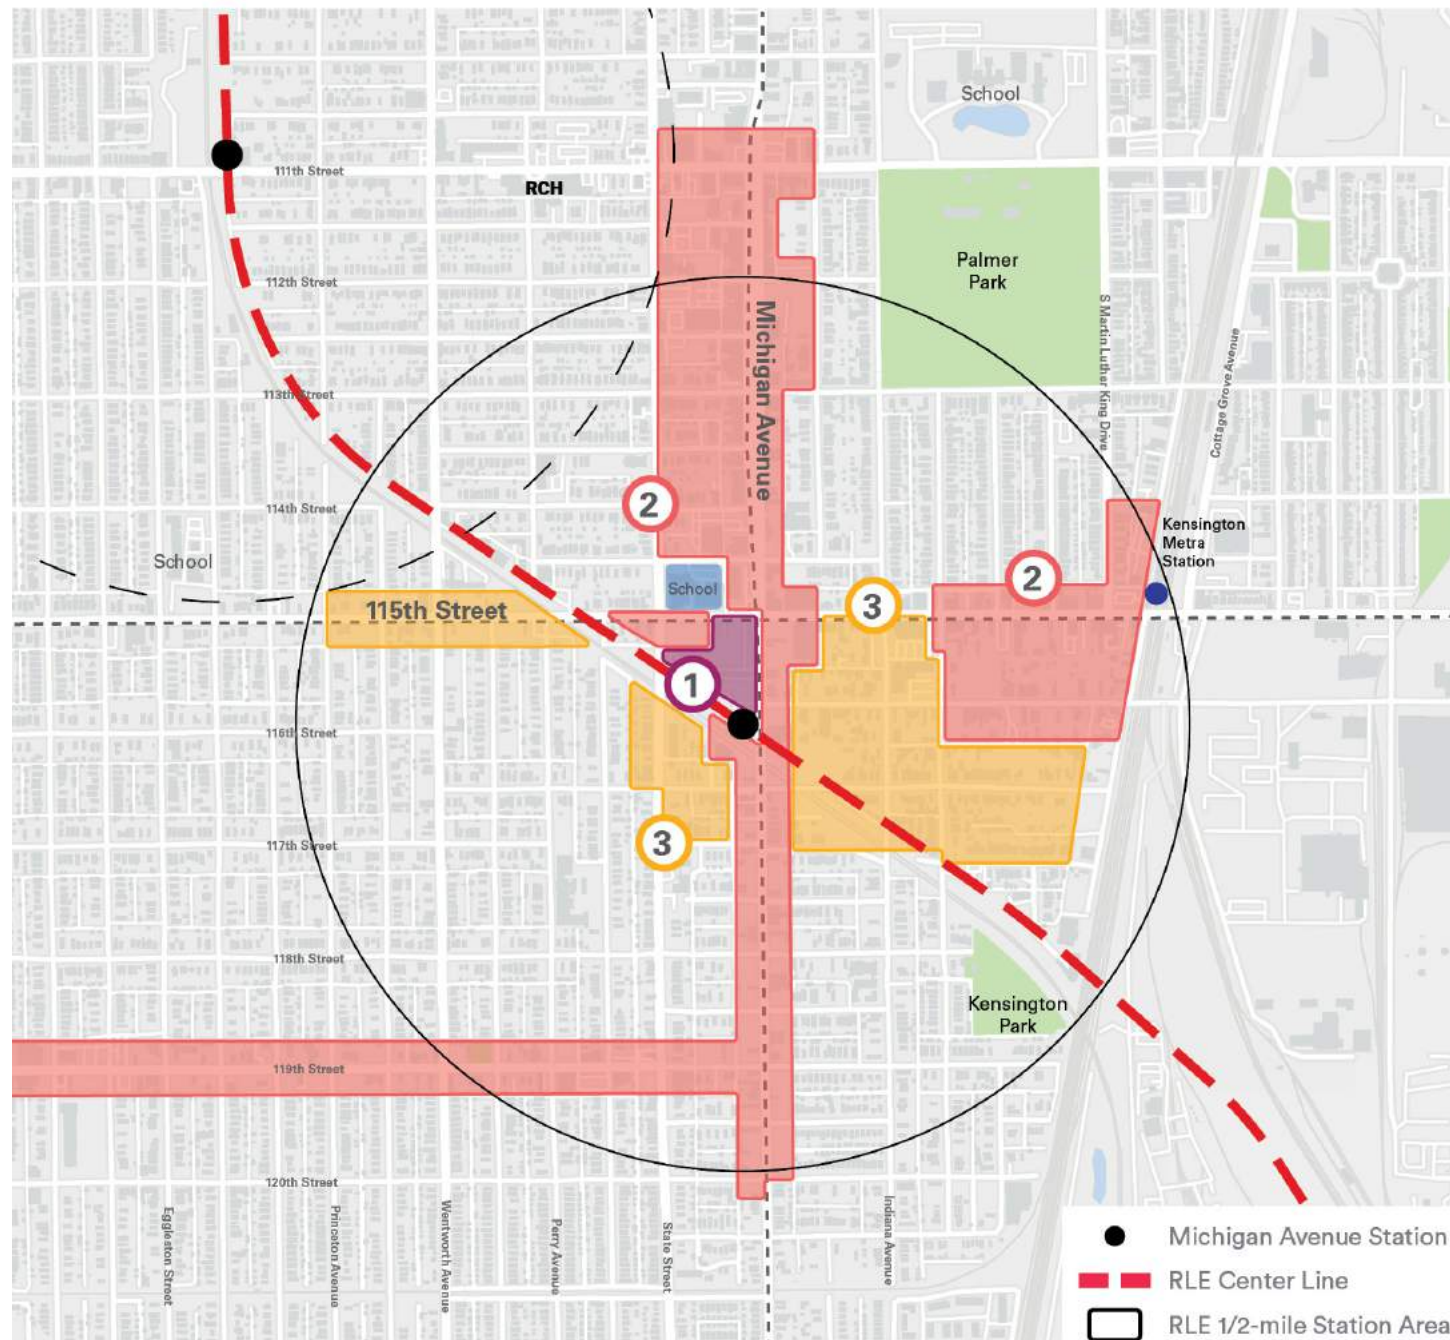 School
111th Street
RCH
112th Street
Palmer
Park
Michigan Avenue
S Martin Luther King Drive
Cottage Grove Avenue
113th Street
2
114th Street
Kensington
Metra
Station
School
School
2
115th Street
3
1
116th Street
3
117th Street
118th Street
Kensington
Park
119th Street
120th Street
Eggleston Street
Princeton Avenue
Wentworth Avenue
Perry Avenue
State Street
Indiana Avenue
Michigan Avenue Station
RLE Center Line
RLE 1/2-mile Station Area